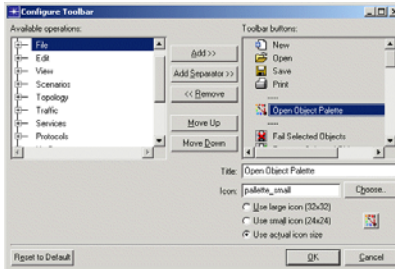 Configure Toolbar
Available operations:
File
Edit
View
Scenarios
Topology
Traffic
Services
Protocols
Add >>
Add Separator >>
<< Remove
Move Up
Move Down
Toolbar buttons:
New
Open
Save
Print
----
Open Object Palette
----
Fail Selected Objects
Title: Open Object Palette
Icon: pallette_small
Choose...
Use large icon (32x32)
Use small icon (24x24)
Use actual icon size
Reset to Default
OK
Cancel